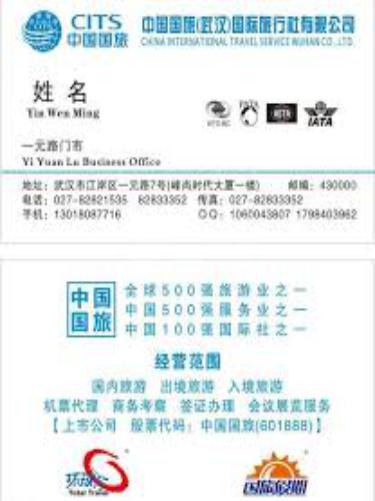 CITS 中国国旅(武汉)国际旅行社有限公司
中国国旅 CHINA INTERNATIONAL TRAVEL SERVICE WUHAN CO.,LTD.
姓 名
Yin Wen Ming
IATA
一元路门市
Yi Yuan Lu Business Office
地址：武汉市江岸区一元路7号(峰尚时代大厦一楼) 邮编：430000
电话：027-82821535 82833352 传真：027-82833352
手机：13018087716 QQ：1060043807 1798403962
中国国旅
全球500强旅游业之一
中国500强服务业之一
中国100强国际社之一
经营范围
国内旅游 出境旅游 入境旅游
机票代理 商务考察 签证办理 会议展览服务
【上市公司 股票代码：中国国旅(601888)】
环球行
Total Travel
国旅假期